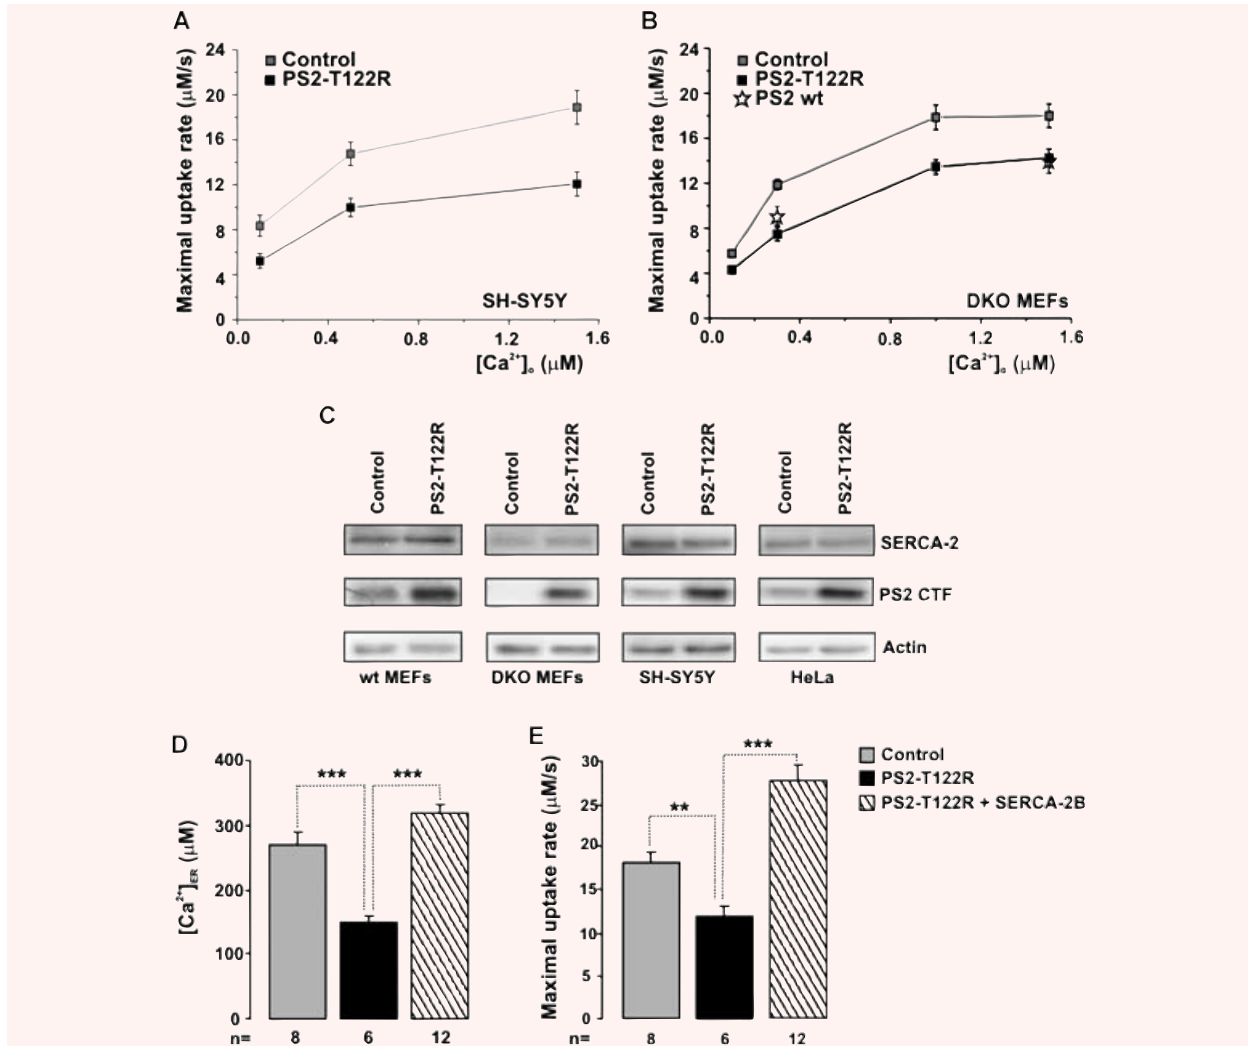 A
Maximal uptake rate (μM/s)
24
20
16
12
8
4
0
Control
PS2-T122R
SH-SY5Y
0.0 0.4 0.8 1.2 1.6
[Ca²⁺]ₒ (μM)
B
Maximal uptake rate (μM/s)
24
20
16
12
8
4
0
Control
PS2-T122R
PS2 wt
DKO MEFs
0.0 0.4 0.8 1.2 1.6
[Ca²⁺]ₒ (μM)
C
Control PS2-T122R Control PS2-T122R Control PS2-T122R Control PS2-T122R
SERCA-2
PS2 CTF
Actin
wt MEFs DKO MEFs SH-SY5Y HeLa
D
[Ca²⁺]ER (μM)
400
300
200
100
0
*** ***
n= 8 6 12
E
Maximal uptake rate (μM/s)
30
25
20
15
10
5
0
***
**
n= 8 6 12
Control
PS2-T122R
PS2-T122R + SERCA-2B